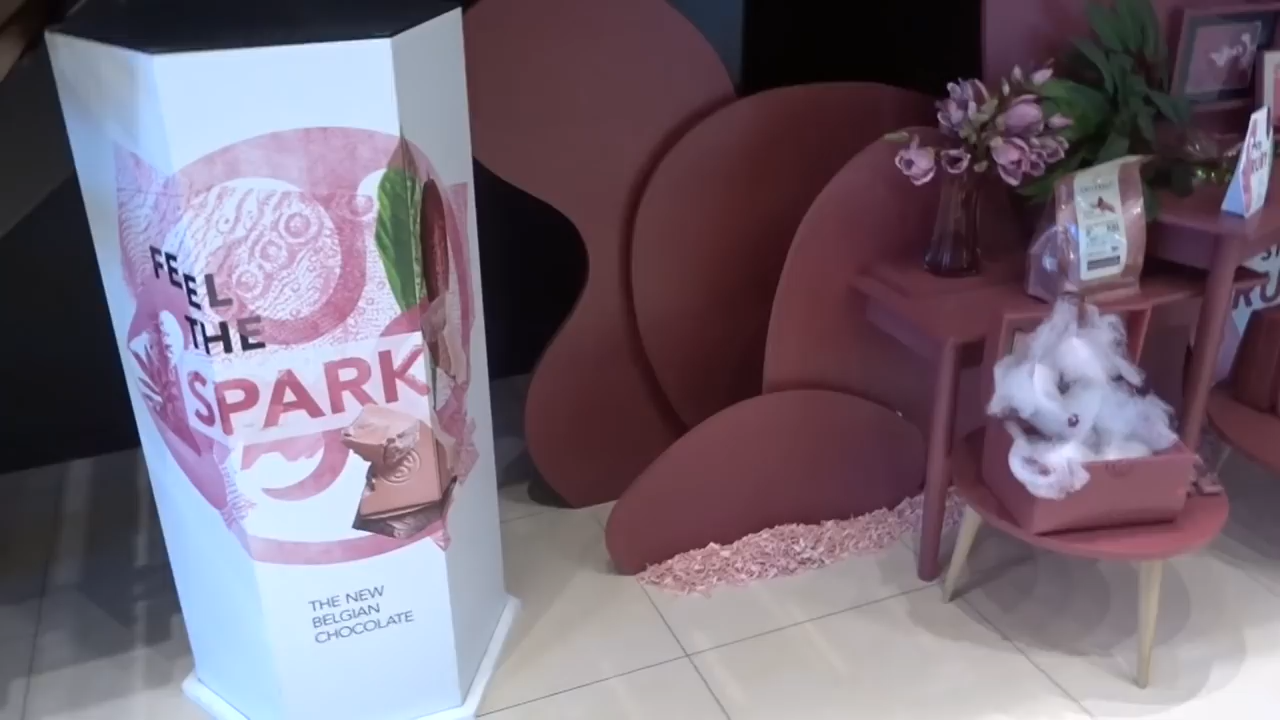 FEEL
THE
SPARK
THE NEW
BELGIAN
CHOCOLATE